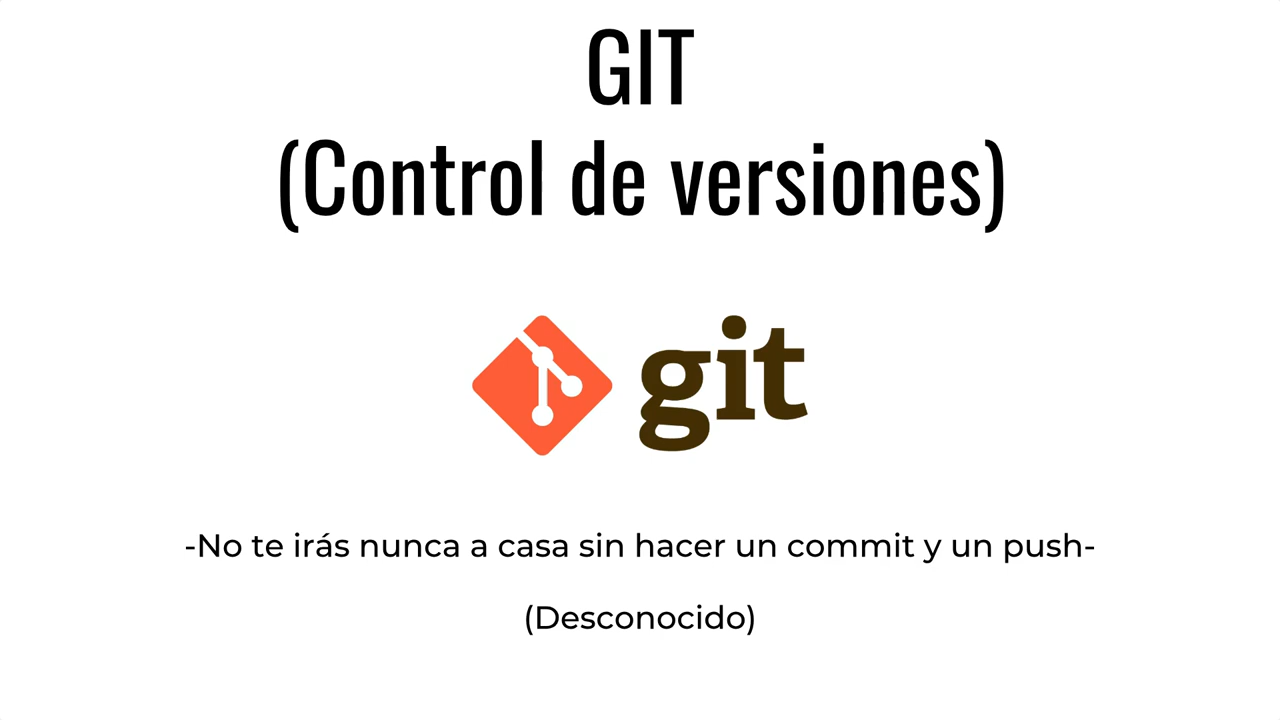 GIT
(Control de versiones)
git
-No te irás nunca a casa sin hacer un commit y un push-
(Desconocido)